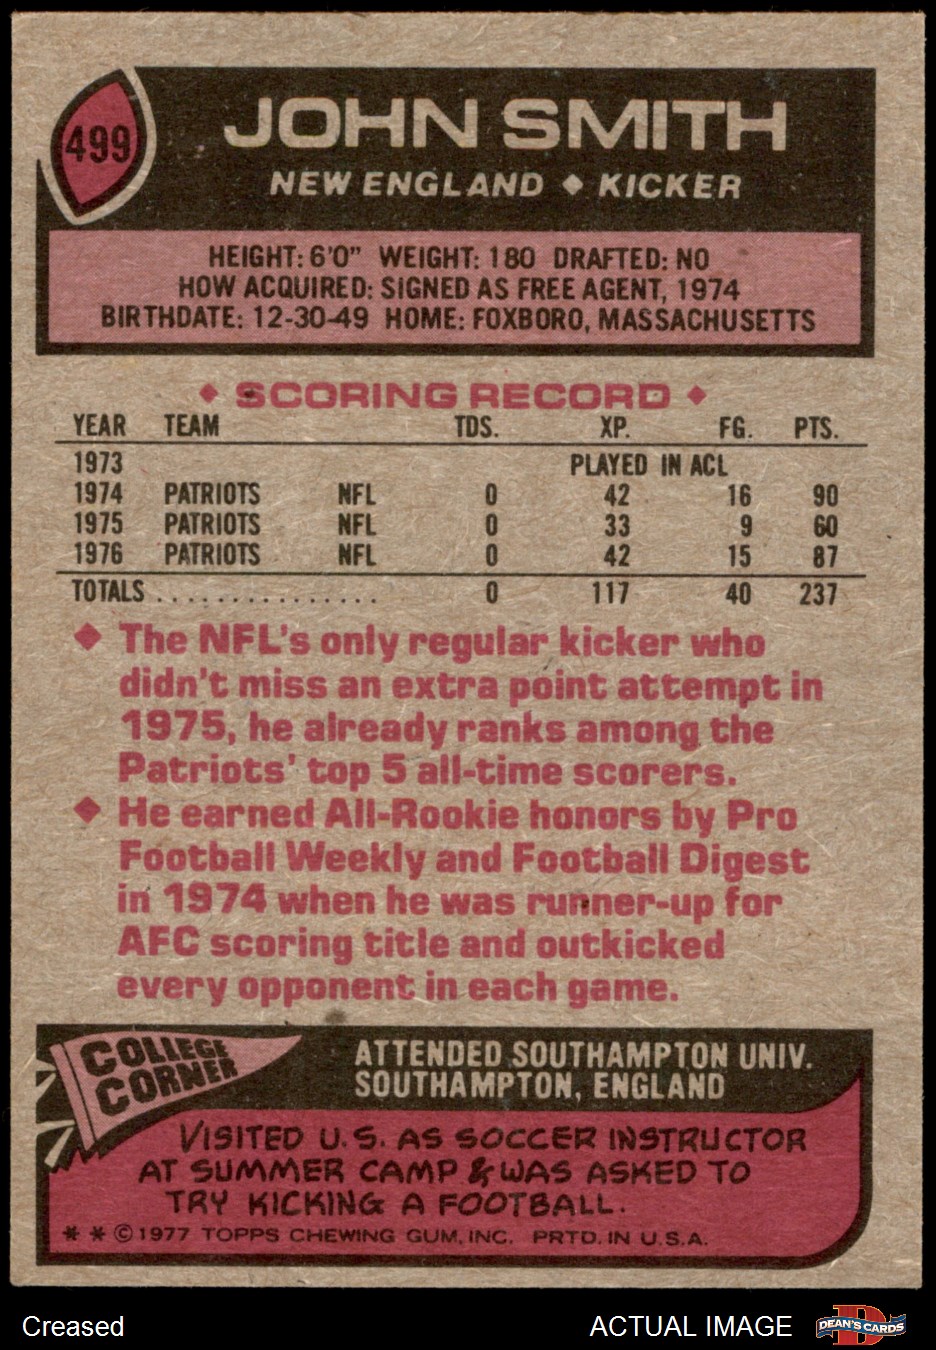 499
JOHN SMITH
NEW ENGLAND ♦ KICKER
HEIGHT: 6'0" WEIGHT: 180 DRAFTED: NO
HOW ACQUIRED: SIGNED AS FREE AGENT, 1974
BIRTHDATE: 12-30-49 HOME: FOXBORO, MASSACHUSETTS
♦ SCORING RECORD ♦
YEAR TEAM TDS. XP. FG. PTS.
1973 PLAYED IN ACL
1974 PATRIOTS NFL 0 42 16 90
1975 PATRIOTS NFL 0 33 9 60
1976 PATRIOTS NFL 0 42 15 87
TOTALS............... 0 117 40 237
♦ The NFL's only regular kicker who
didn't miss an extra point attempt in
1975, he already ranks among the
Patriots' top 5 all-time scorers.
♦ He earned All-Rookie honors by Pro
Football Weekly and Football Digest
in 1974 when he was runner-up for
AFC scoring title and outkicked
every opponent in each game.
COLLEGE
CORNER
ATTENDED SOUTHAMPTON UNIV.
SOUTHAMPTON, ENGLAND
VISITED U.S. AS SOCCER INSTRUCTOR
AT SUMMER CAMP & WAS ASKED TO
TRY KICKING A FOOTBALL.
* * © 1977 TOPPS CHEWING GUM, INC. PRTD. IN U.S.A.
Creased
ACTUAL IMAGE
DEAN'S CARDS